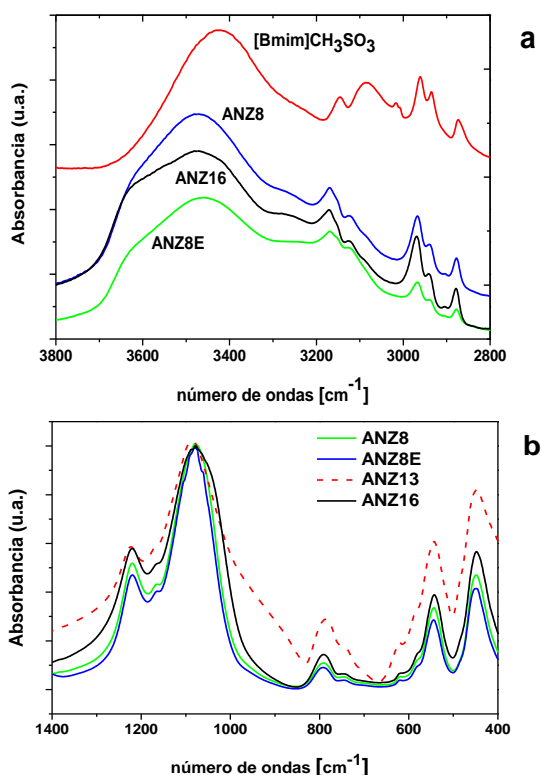 [Bmim]CH3SO3
a
ANZ8
ANZ16
ANZ8E
Absorbancia (u.a.)
3800 3600 3400 3200 3000 2800
número de ondas [cm-1]
b
ANZ8
ANZ8E
ANZ13
ANZ16
Absorbancia (u.a.)
1400 1200 1000 800 600 400
número de ondas [cm-1]